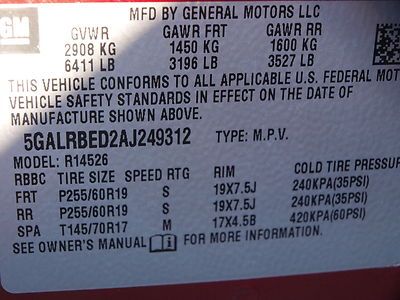 GM
MFD BY GENERAL MOTORS LLC
GVWR GAWR FRT GAWR RR
2908 KG 1450 KG 1600 KG
6411 LB 3196 LB 3527 LB
THIS VEHICLE CONFORMS TO ALL APPLICABLE U.S. FEDERAL MOT
VEHICLE SAFETY STANDARDS IN EFFECT ON THE DATE OF
MANUFACTURE SHOWN ABOVE.
5GALRBED2AJ249312 TYPE: M.P.V.
MODEL: R14526
RBBC TIRE SIZE SPEED RTG RIM COLD TIRE PRESSUR
FRT P255/60R19 S 19X7.5J 240KPA(35PSI)
RR P255/60R19 S 19X7.5J 240KPA(35PSI)
SPA T145/70R17 M 17X4.5B 420KPA(60PSI)
SEE OWNER'S MANUAL FOR MORE INFORMATION.